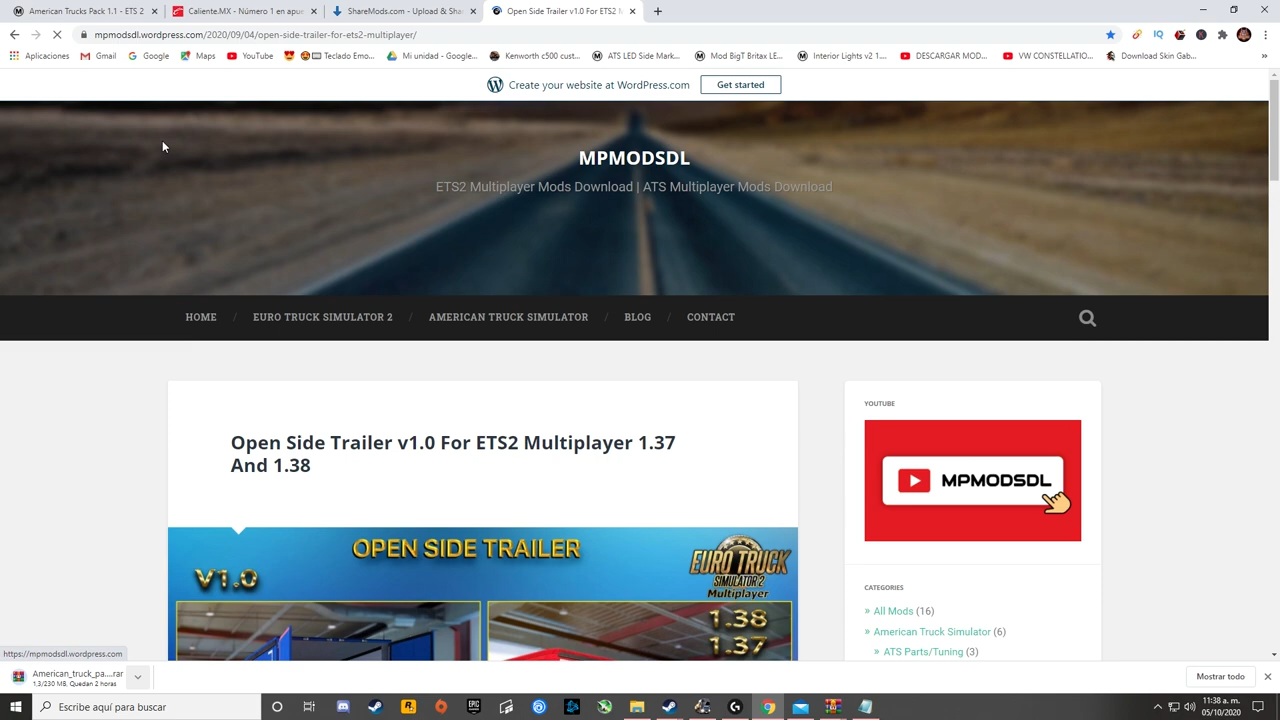 American Trucks Pack 1.1 - ETS 2
Caliente.MX - Número 1 en apue
ShareMods.com - Upload & Sha
Open Side Trailer v1.0 For ETS2 M
mpmodsdl.wordpress.com/2020/09/04/open-side-trailer-for-ets2-multiplayer/
Aplicaciones Gmail Google Maps YouTube Teclado Emo... Mi unidad - Google... Kenworth c500 cust... ATS LED Side Mark... Mod BigT Britax LE... Interior Lights v2 1.... DESCARGAR MOD... VW CONSTELLATIO... Download Skin Gab...
Create your website at WordPress.com Get started
MPMODSDL
ETS2 Multiplayer Mods Download | ATS Multiplayer Mods Download
HOME / EURO TRUCK SIMULATOR 2 / AMERICAN TRUCK SIMULATOR / BLOG / CONTACT
Open Side Trailer v1.0 For ETS2 Multiplayer 1.37
And 1.38
OPEN SIDE TRAILER
V1.0
EURO TRUCK
SIMULATOR 2
Multiplayer
1.38
1.37
YOUTUBE
MPMODSDL
CATEGORIES
» All Mods (16)
» American Truck Simulator (6)
» ATS Parts/Tuning (3)
https://mpmodsdl.wordpress.com
American_truck_pa....rar
1.3/230 MB, Quedan 2 horas
Mostrar todo
Escribe aquí para buscar
11:38 a. m.
05/10/2020